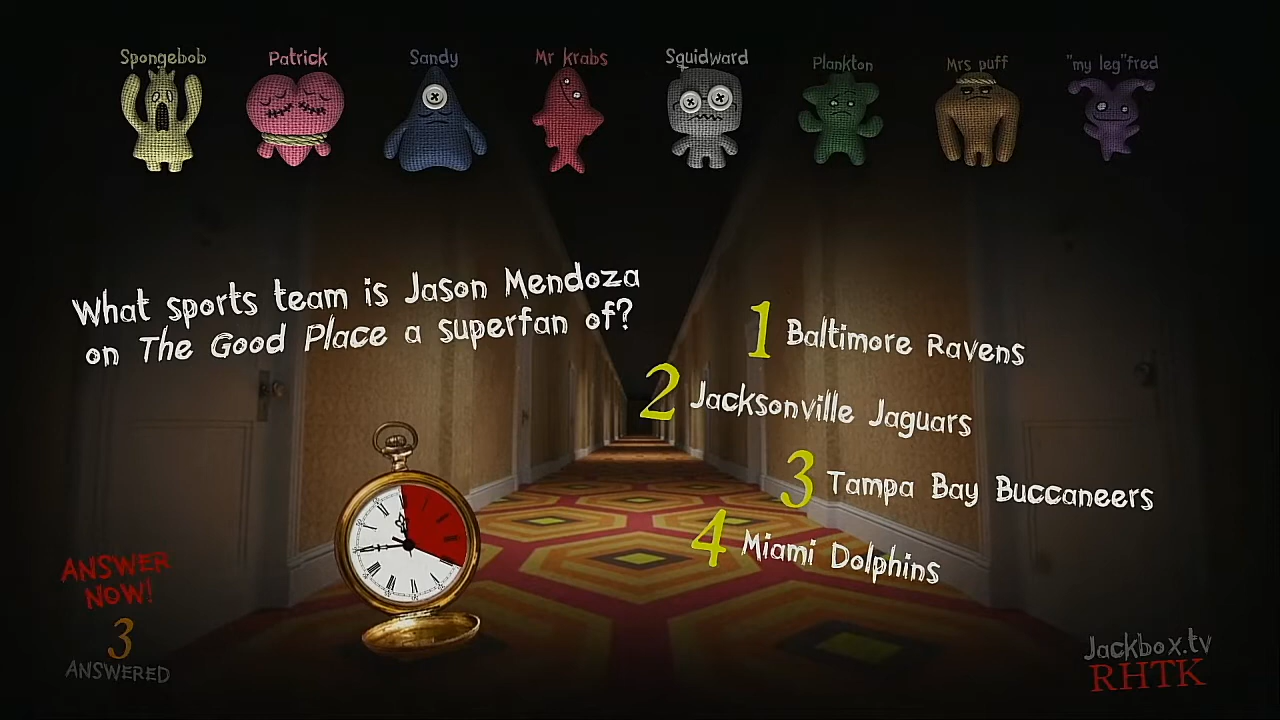 Spongebob
Patrick
Sandy
Mr krabs
Squidward
Plankton
Mrs puff
"my leg"fred
What sports team is Jason Mendoza
on The Good Place a superfan of?
1 Baltimore Ravens
2 Jacksonville Jaguars
3 Tampa Bay Buccaneers
4 Miami Dolphins
ANSWER
NOW!
3
ANSWERED
Jackbox.tv
RHTK